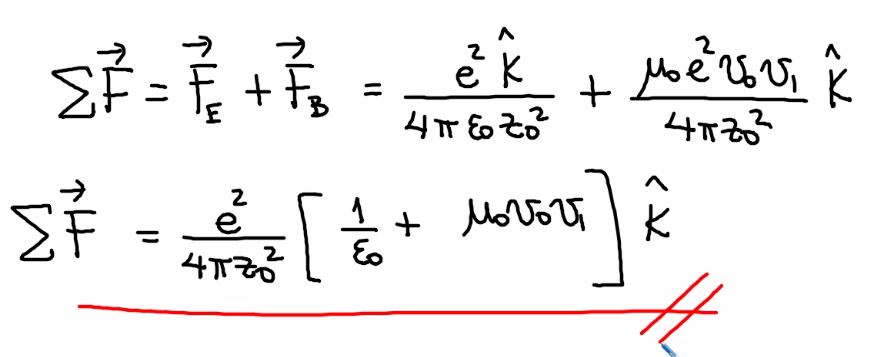 $\sum \vec{F} = \vec{F}_E + \vec{F}_B = \frac{e^2 \hat{k}}{4\pi\varepsilon_0 z_0^2} + \frac{\mu_0 e^2 v_0 v_1}{4\pi z_0^2} \hat{k}$
$\sum \vec{F} = \frac{e^2}{4\pi z_0^2} \left[ \frac{1}{\varepsilon_0} + \mu_0 v_0 v_1 \right] \hat{k}$